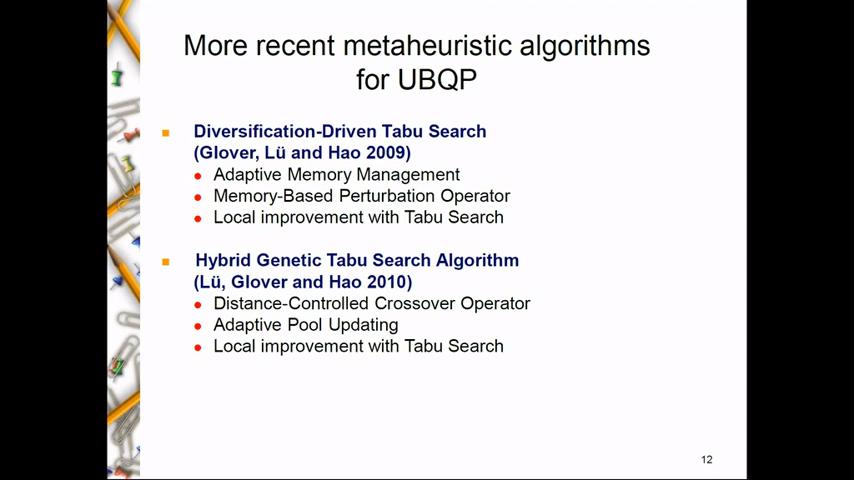 More recent metaheuristic algorithms
for UBQP
Diversification-Driven Tabu Search
(Glover, Lü and Hao 2009)
Adaptive Memory Management
Memory-Based Perturbation Operator
Local improvement with Tabu Search
Hybrid Genetic Tabu Search Algorithm
(Lü, Glover and Hao 2010)
Distance-Controlled Crossover Operator
Adaptive Pool Updating
Local improvement with Tabu Search
12